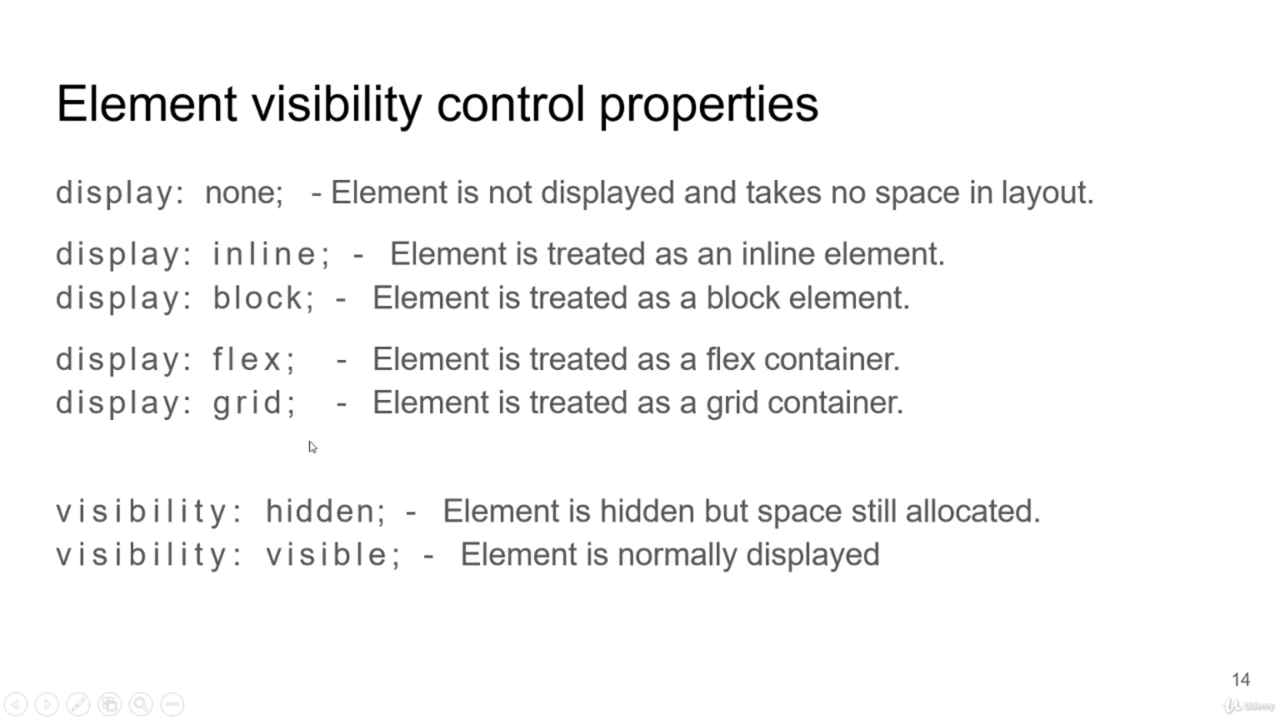 Element visibility control properties
display: none; - Element is not displayed and takes no space in layout.
display: inline; - Element is treated as an inline element.
display: block; - Element is treated as a block element.
display: flex; - Element is treated as a flex container.
display: grid; - Element is treated as a grid container.
visibility: hidden; - Element is hidden but space still allocated.
visibility: visible; - Element is normally displayed
14
Udemy